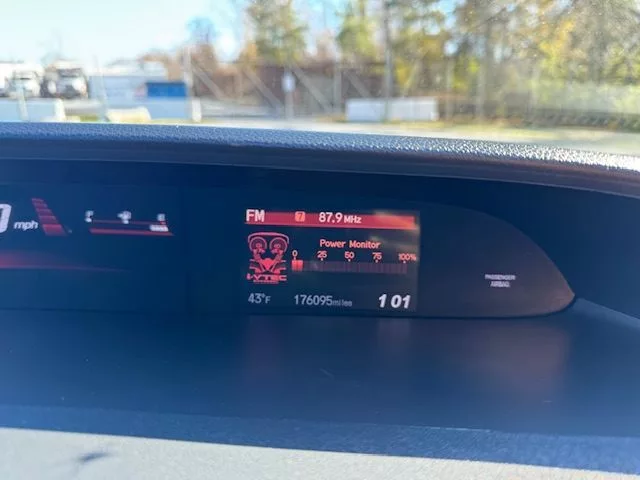 FM 7 87.9 MHz
mph
F E
Power Monitor
0 25 50 75 100%
i-VTEC
43°F 176095 miles 1 01
PASSENGER
AIRBAG